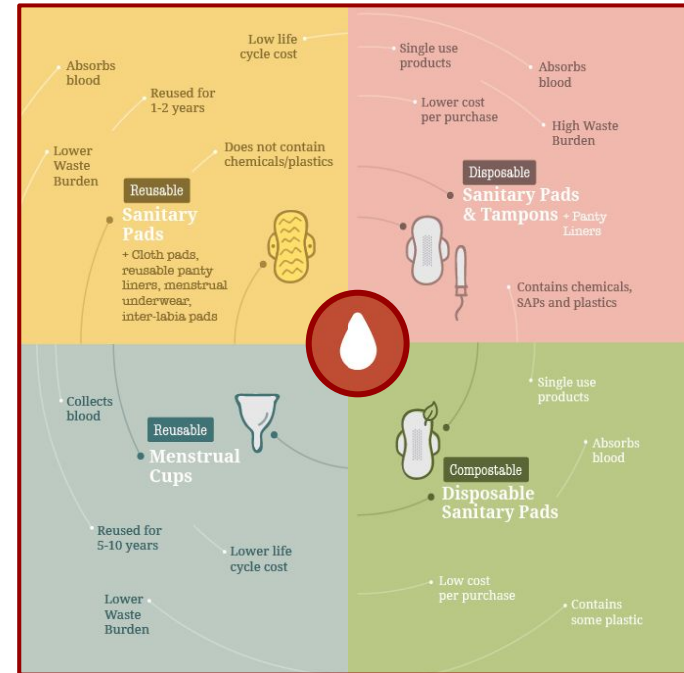 Low life
cycle cost
Absorbs
blood
Reused for
1-2 years
Lower
Waste
Burden
Does not contain
chemicals/plastics
Reusable
Sanitary
Pads
+ Cloth pads,
reusable panty
liners, menstrual
underwear,
inter-labia pads
Single use
products
Absorbs
blood
Lower cost
per purchase
High Waste
Burden
Disposable
Sanitary Pads
& Tampons + Panty
Liners
Contains chemicals,
SAPs and plastics
Collects
blood
Reusable
Menstrual
Cups
Reused for
5-10 years
Lower life
cycle cost
Lower
Waste
Burden
Single use
products
Absorbs
blood
Compostable
Disposable
Sanitary Pads
Low cost
per purchase
Contains
some plastic